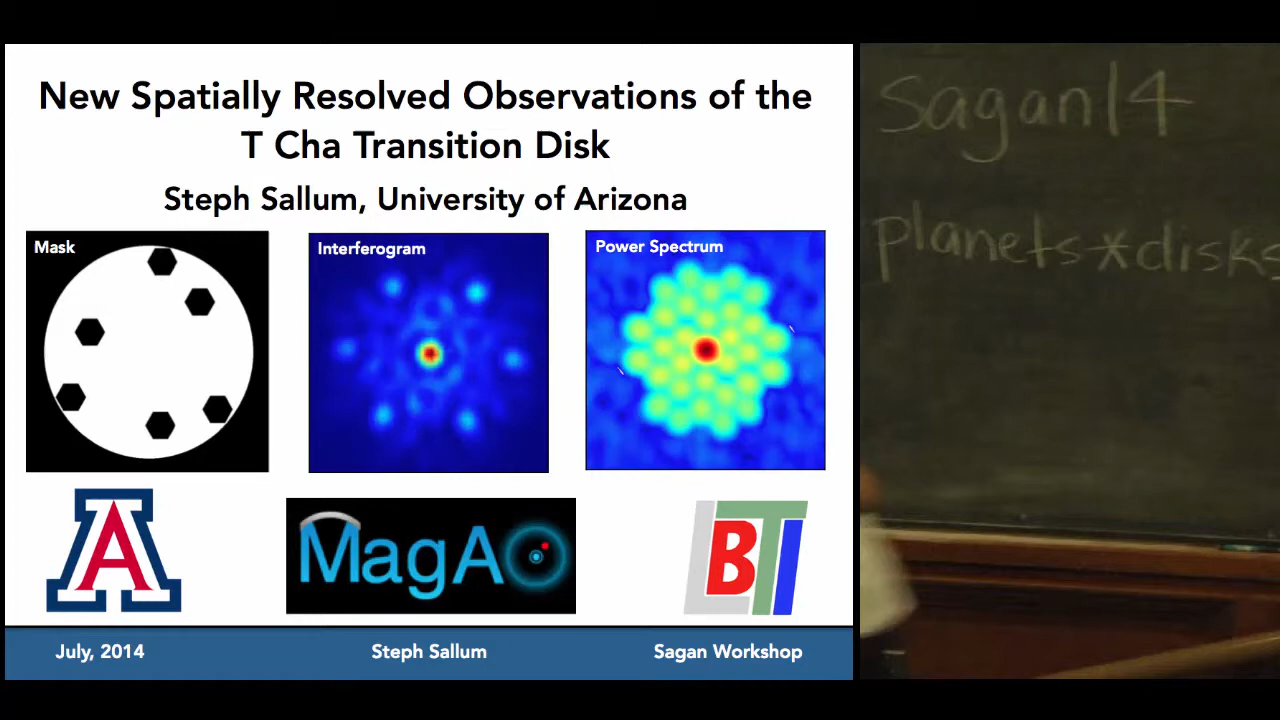 New Spatially Resolved Observations of the
T Cha Transition Disk
Steph Sallum, University of Arizona
Mask
Interferogram
Power Spectrum
A
MagAO
LBTI
July, 2014
Steph Sallum
Sagan Workshop
Sagan14
planets*disks